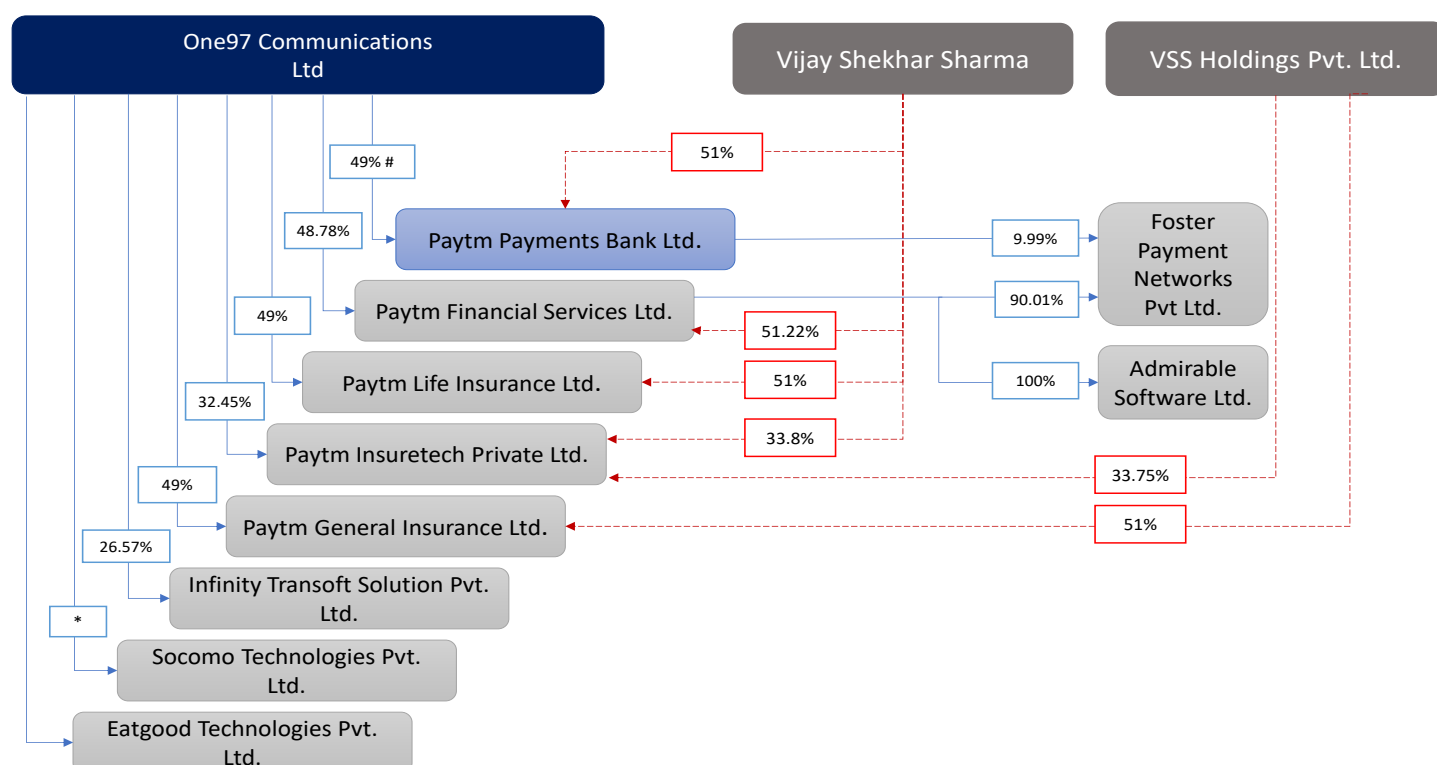 One97 Communications
Ltd
Vijay Shekhar Sharma
VSS Holdings Pvt. Ltd.
51%
49% #
Paytm Payments Bank Ltd.
9.99%
Foster
Payment
Networks
Pvt Ltd.
48.78%
Paytm Financial Services Ltd.
90.01%
51.22%
49%
Paytm Life Insurance Ltd.
51%
100%
Admirable
Software Ltd.
32.45%
Paytm Insuretech Private Ltd.
33.8%
33.75%
49%
Paytm General Insurance Ltd.
51%
26.57%
Infinity Transoft Solution Pvt.
Ltd.
*
Socomo Technologies Pvt.
Ltd.
Eatgood Technologies Pvt.
Ltd.